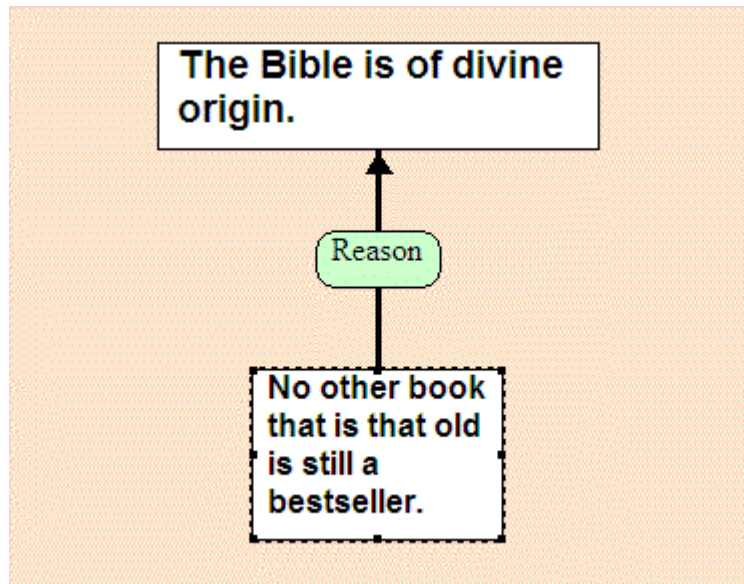 The Bible is of divine
origin.
Reason
No other book
that is that old
is still a
bestseller.